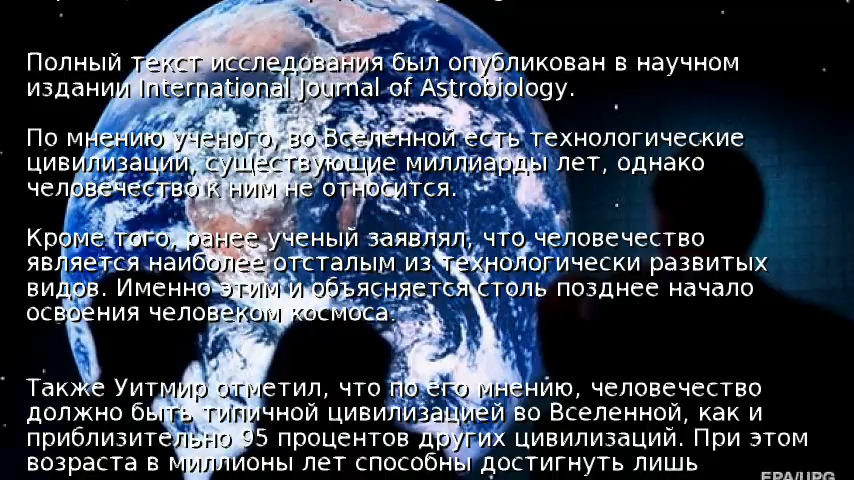 Полный текст исследования был опубликован в научном
издании International Journal of Astrobiology.
По мнению ученого, во Вселенной есть технологические
цивилизации, существующие миллиарды лет, однако
человечество к ним не относится.
Кроме того, ранее ученый заявлял, что человечество
является наиболее отсталым из технологически развитых
видов. Именно этим и объясняется столь позднее начало
освоения человеком космоса.
Также Уитмир отметил, что по его мнению, человечество
должно быть типичной цивилизацией во Вселенной, как и
приблизительно 95 процентов других цивилизаций. При этом
возраста в миллионы лет способны достигнуть лишь
EPA/UPG